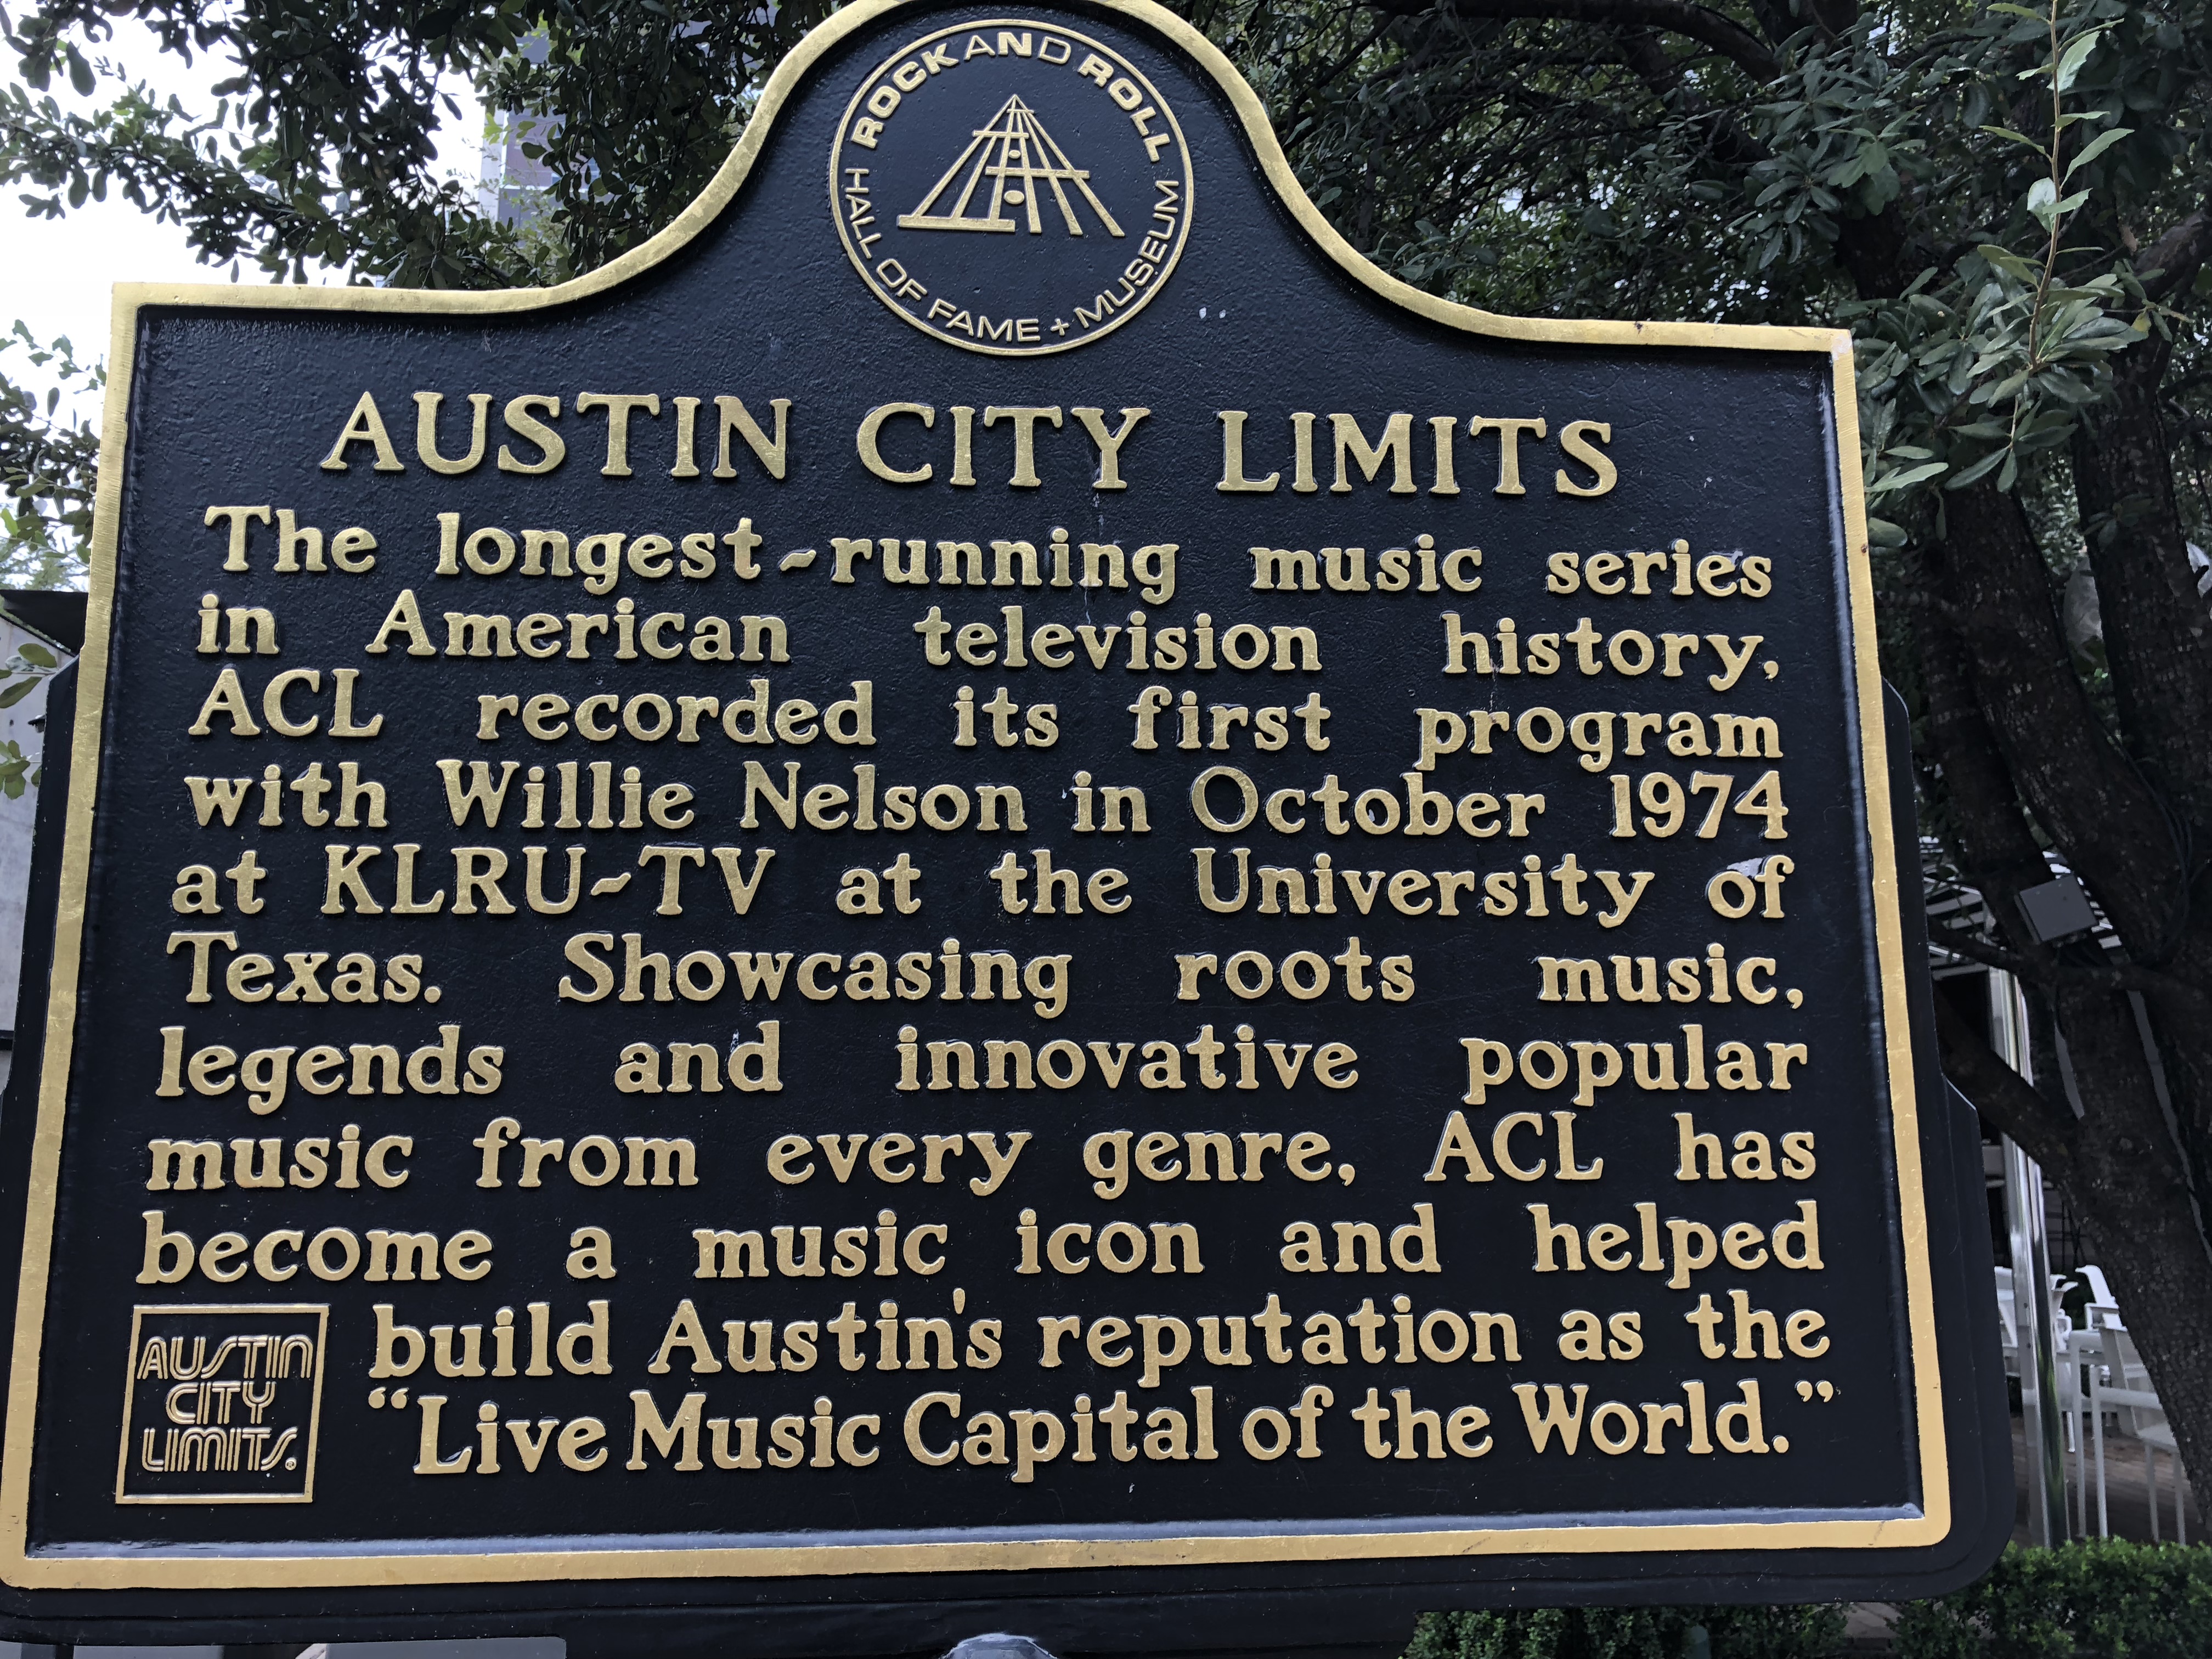 ROCK AND ROLL
HALL OF FAME + MUSEUM
AUSTIN CITY LIMITS
The longest-running music series
in American television history,
ACL recorded its first program
with Willie Nelson in October 1974
at KLRU-TV at the University of
Texas. Showcasing roots music,
legends and innovative popular
music from every genre, ACL has
become a music icon and helped
build Austin's reputation as the
“Live Music Capital of the World.”
AUSTIN
CITY
LIMITS.